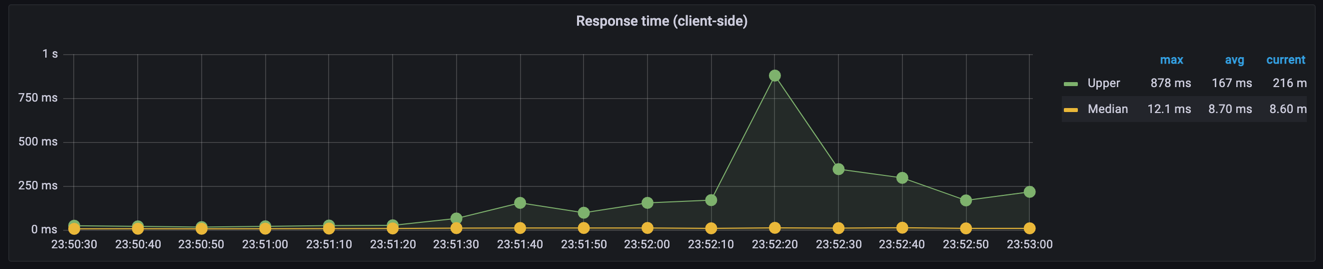 Response time (client-side)
1 s
750 ms
500 ms
250 ms
0 ms
23:50:30 23:50:40 23:50:50 23:51:00 23:51:10 23:51:20 23:51:30 23:51:40 23:51:50 23:52:00 23:52:10 23:52:20 23:52:30 23:52:40 23:52:50 23:53:00
max avg current
Upper 878 ms 167 ms 216 m
Median 12.1 ms 8.70 ms 8.60 m